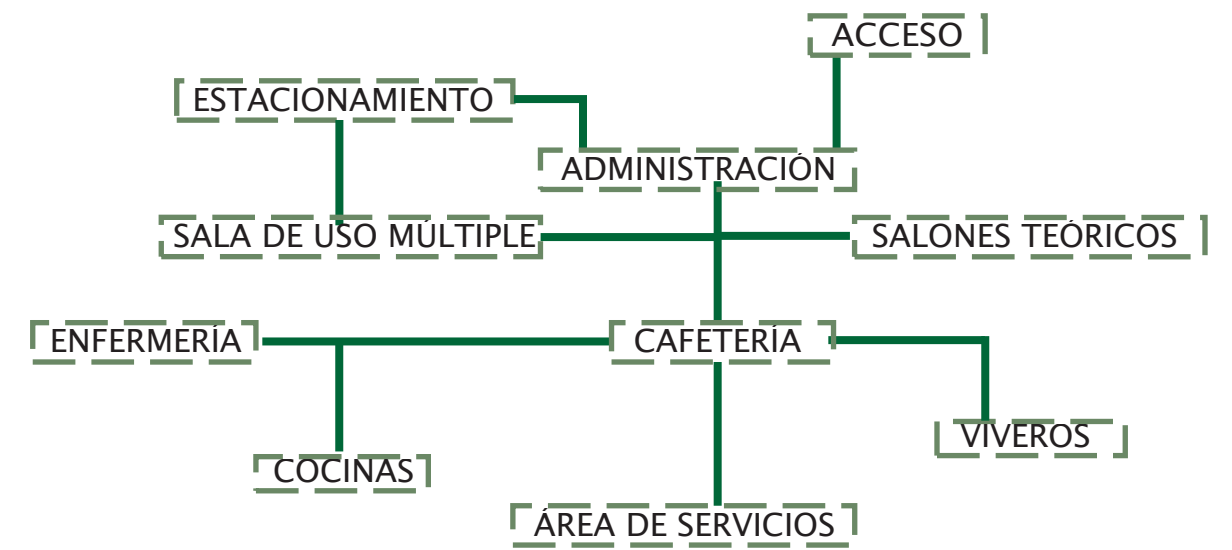 ACCESO
ESTACIONAMIENTO
ADMINISTRACIÓN
SALA DE USO MÚLTIPLE
SALONES TEÓRICOS
ENFERMERÍA
CAFETERÍA
VIVEROS
COCINAS
ÁREA DE SERVICIOS